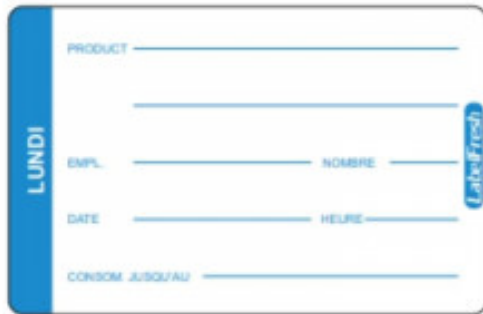 LUNDI
PRODUCT
EMPL. NOMBRE
DATE HEURE
CONSOM. JUSQU'AU
LabelFresh